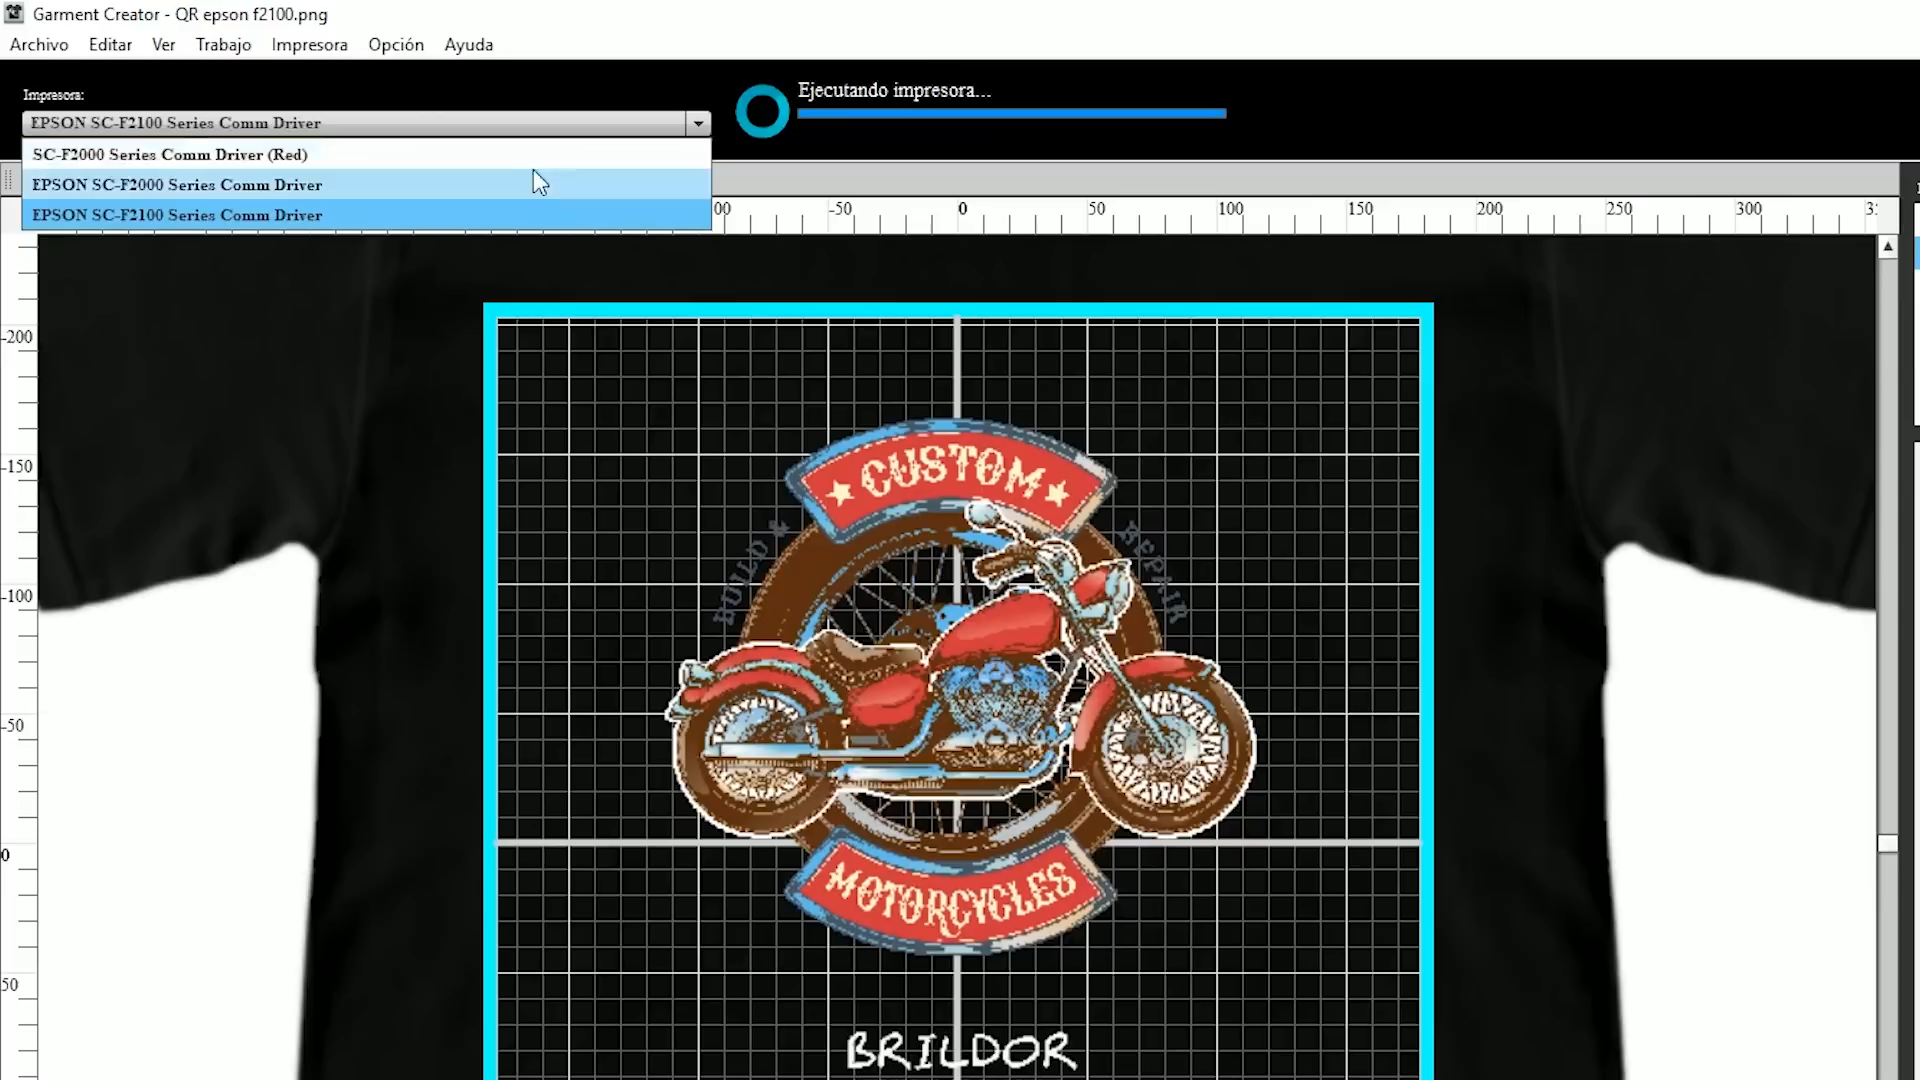 Garment Creator - QR epson f2100.png
Archivo Editar Ver Trabajo Impresora Opción Ayuda
Impresora:
Ejecutando impresora...
EPSON SC-F2100 Series Comm Driver
SC-F2000 Series Comm Driver (Red)
EPSON SC-F2000 Series Comm Driver
EPSON SC-F2100 Series Comm Driver
00 -50 0 50 100 150 200 250 300
-200
-150
-100
-50
0
50
CUSTOM
BUILD & REPAIR
MOTORCYCLES
BRILDOR